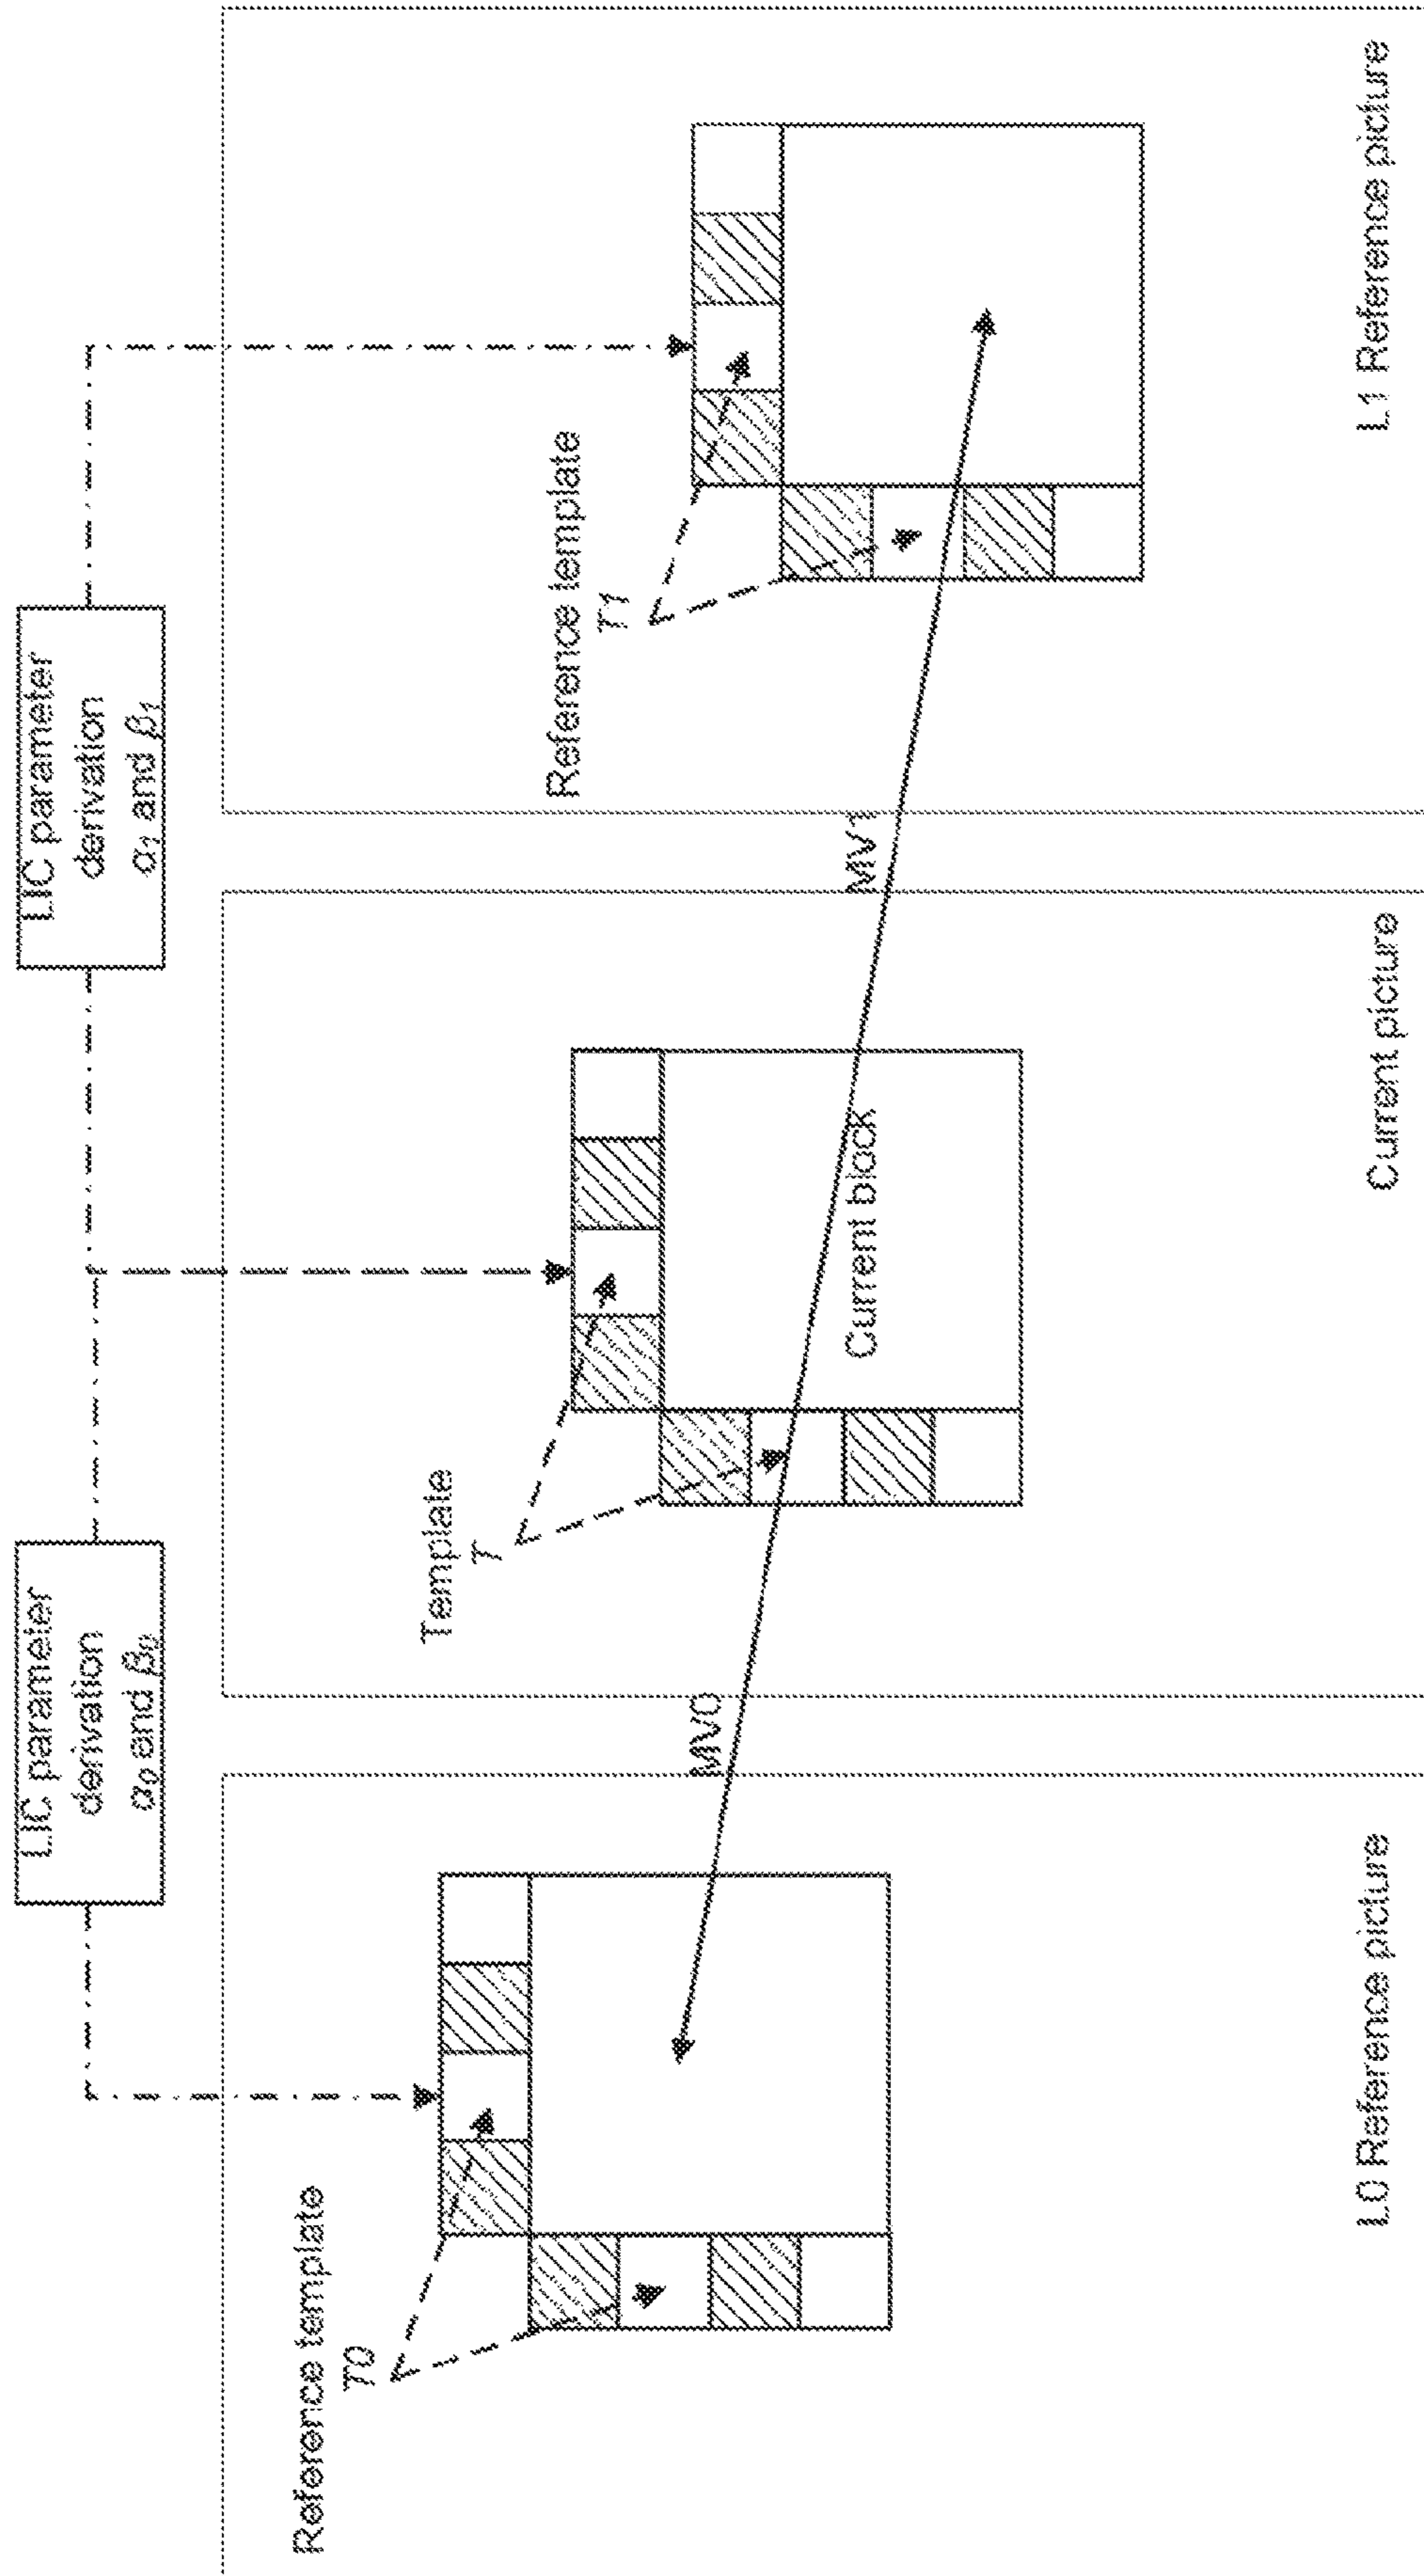 LIC parameter
derivation
α₀ and β₀
LIC parameter
derivation
α₁ and β₁
Reference template
T0
MV0
L0 Reference picture
Template
T
Current block
Current picture
MV1
Reference template
T1
L1 Reference picture